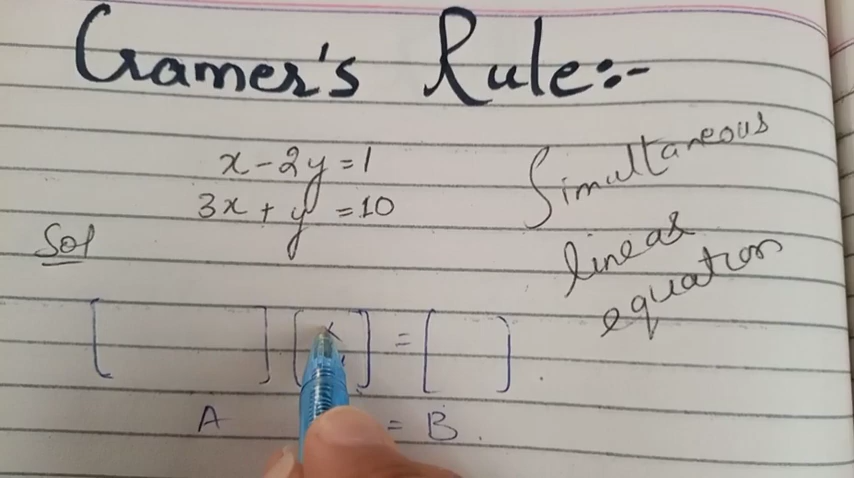 Cramer's Rule:-
x - 2y = 1
3x + y = 10
Simultaneous
linear
equation
Sol
[ ] [x ] = [ ] .
A = B .